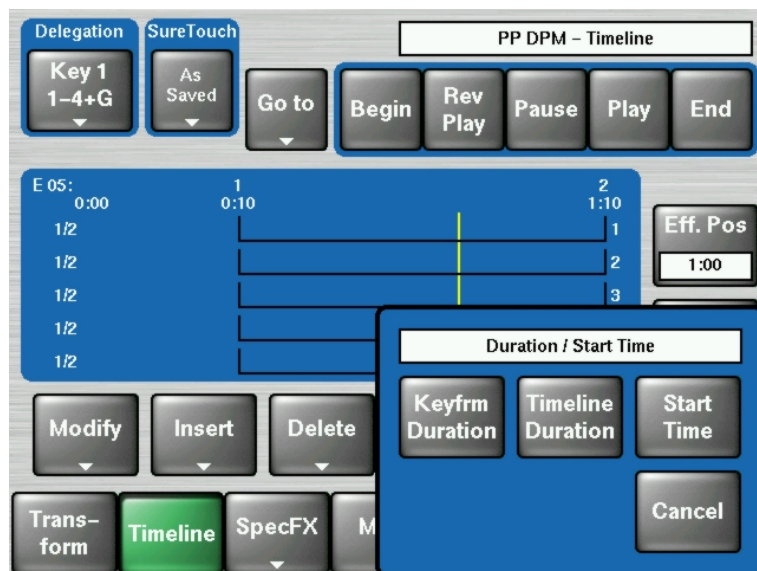 Delegation
SureTouch
PP DPM – Timeline
Key 1
1–4+G
As
Saved
Go to
Begin
Rev
Play
Pause
Play
End
E 05:
1
2
0:00
0:10
1:10
1/2
1
1/2
2
1/2
3
1/2
1/2
Eff. Pos
1:00
Duration / Start Time
Keyfrm
Duration
Timeline
Duration
Start
Time
Cancel
Modify
Insert
Delete
Trans–
form
Timeline
SpecFX
M